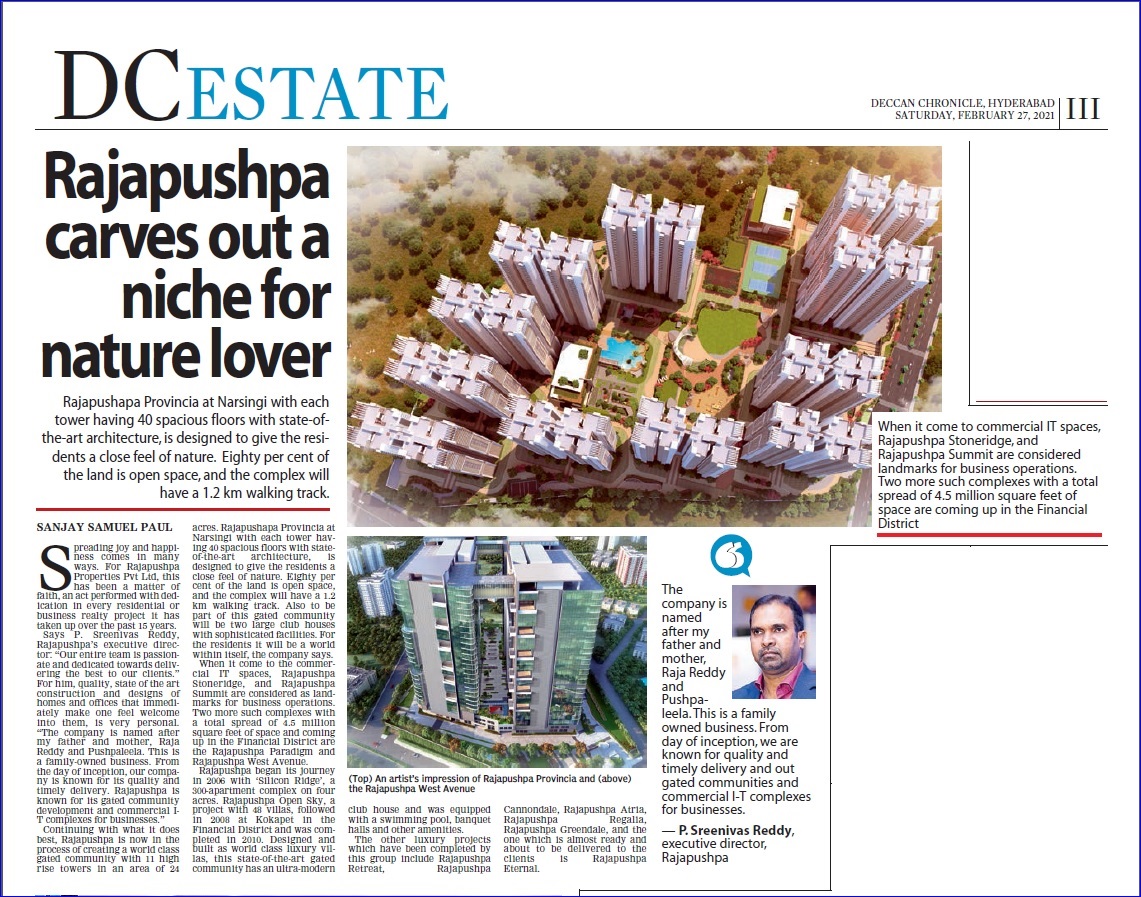 DC ESTATE
DECCAN CHRONICLE, HYDERABAD
SATURDAY, FEBRUARY 27, 2021
III
Rajapushpa
carves out a
niche for
nature lover
Rajapushapa Provincia at Narsingi with each
tower having 40 spacious floors with state-of-
the-art architecture, is designed to give the resi-
dents a close feel of nature. Eighty per cent of
the land is open space, and the complex will
have a 1.2 km walking track.
SANJAY SAMUEL PAUL
Spreading joy and happi-
ness comes in many
ways. For Rajapushpa
Properties Pvt Ltd, this
has been a matter of
faith, an act performed with ded-
ication in every residential or
business realty project it has
taken up over the past 15 years.
Says P. Sreenivas Reddy,
Rajapushpa's executive direc-
tor: "Our entire team is passion-
ate and dedicated towards deliv-
ering the best to our clients."
For him, quality, state of the art
construction and designs of
homes and offices that immedi-
ately make one feel welcome
into them, is very personal.
"The company is named after
my father and mother, Raja
Reddy and Pushpaleela. This is
a family-owned business. From
the day of inception, our compa-
ny is known for its quality and
timely delivery. Rajapushpa is
known for its gated community
development and commercial I-
T complexes for businesses."
Continuing with what it does
best, Rajapushpa is now in the
process of creating a world class
gated community with 11 high
rise towers in an area of 24
acres. Rajapushapa Provincia at
Narsingi with each tower hav-
ing 40 spacious floors with state-
of-the-art architecture, is
designed to give the residents a
close feel of nature. Eighty per
cent of the land is open space,
and the complex will have a 1.2
km walking track. Also to be
part of this gated community
will be two large club houses
with sophisticated facilities. For
the residents it will be a world
within itself, the company says.
When it come to the commer-
cial IT spaces, Rajapushpa
Stoneridge, and Rajapushpa
Summit are considered as land-
marks for business operations.
Two more such complexes with
a total spread of 4.5 million
square feet of space and coming
up in the Financial District are
the Rajapushpa Paradigm and
Rajapushpa West Avenue.
Rajapushpa began its journey
in 2006 with 'Silicon Ridge', a
300-apartment complex on four
acres. Rajapushpa Open Sky, a
project with 48 villas, followed
in 2008 at Kokapet in the
Financial District and was com-
pleted in 2010. Designed and
built as world class luxury vil-
las, this state-of-the-art gated
community has an ultra-modern
(Top) An artist's impression of Rajapushpa Provincia and (above)
the Rajapushpa West Avenue
club house and was equipped
with a swimming pool, banquet
halls and other amenities.
The other luxury projects
which have been completed by
this group include Rajapushpa
Retreat, Rajapushpa
Cannondale, Rajapushpa Atria,
Rajapushpa Regalia,
Rajapushpa Greendale, and the
one which is almost ready and
about to be delivered to the
clients is Rajapushpa
Eternal.
The
company is
named
after my
father and
mother,
Raja Reddy
and
Pushpa-
leela. This is a family
owned business. From
day of inception, we are
known for quality and
timely delivery and out
gated communities and
commercial I-T complexes
for businesses.
— P. Sreenivas Reddy,
executive director,
Rajapushpa
When it come to commercial IT spaces,
Rajapushpa Stoneridge, and
Rajapushpa Summit are considered
landmarks for business operations.
Two more such complexes with a total
spread of 4.5 million square feet of
space are coming up in the Financial
District